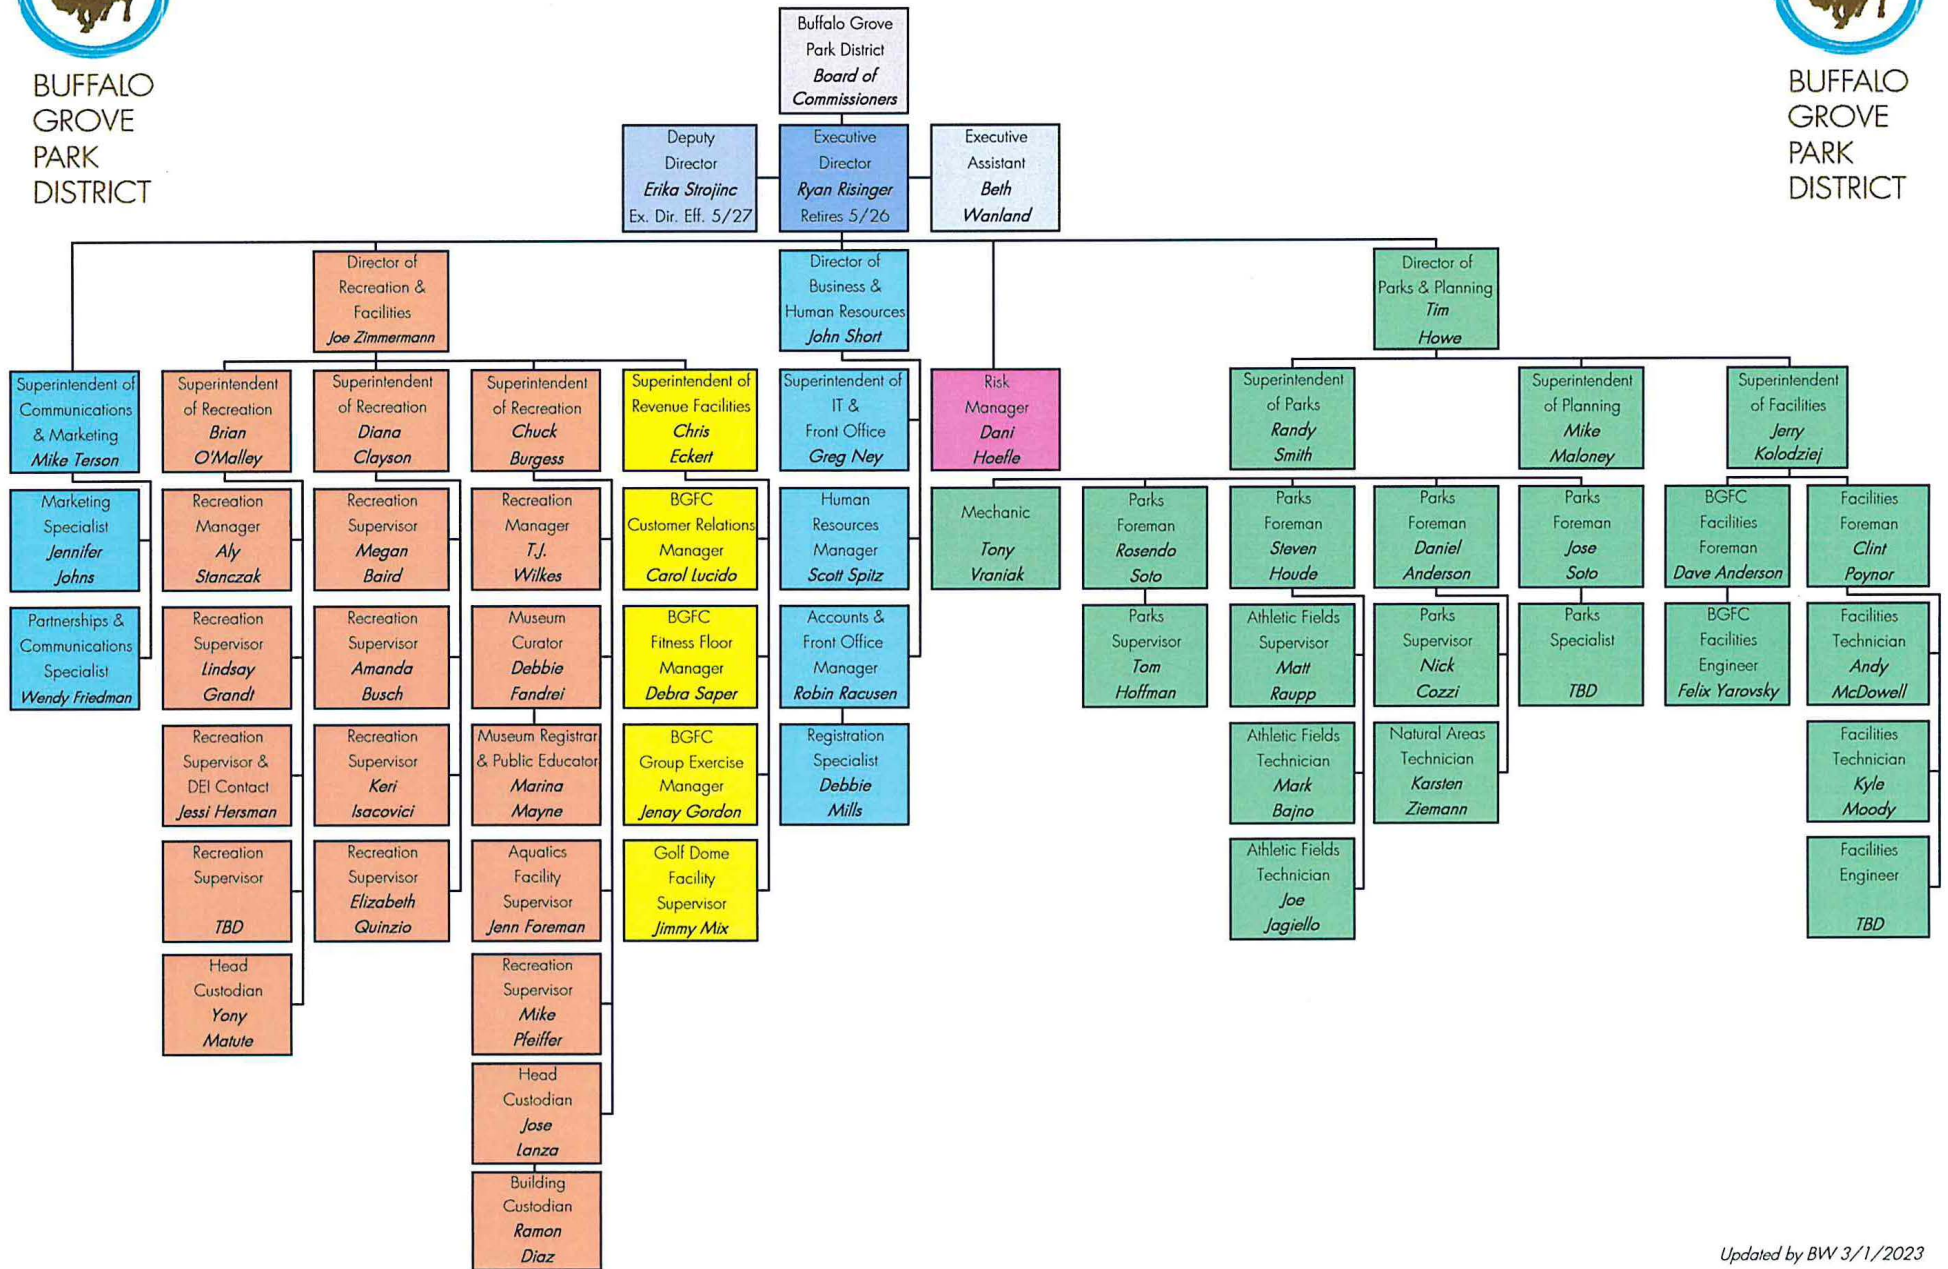 BUFFALO
GROVE
PARK
DISTRICT
BUFFALO
GROVE
PARK
DISTRICT
Buffalo Grove
Park District
Board of
Commissioners
Deputy
Director
Erika Strojinc
Ex. Dir. Eff. 5/27
Executive
Director
Ryan Risinger
Retires 5/26
Executive
Assistant
Beth
Wanland
Director of
Recreation &
Facilities
Joe Zimmermann
Director of
Business &
Human Resources
John Short
Director of
Parks & Planning
Tim
Howe
Superintendent of
Communications
& Marketing
Mike Terson
Superintendent
of Recreation
Brian
O'Malley
Superintendent
of Recreation
Diana
Clayson
Superintendent
of Recreation
Chuck
Burgess
Superintendent of
Revenue Facilities
Chris
Eckert
Superintendent of
IT &
Front Office
Greg Ney
Risk
Manager
Dani
Hoefle
Superintendent
of Parks
Randy
Smith
Superintendent
of Planning
Mike
Maloney
Superintendent
of Facilities
Jerry
Kolodziej
Marketing
Specialist
Jennifer
Johns
Recreation
Manager
Aly
Stanczak
Recreation
Supervisor
Megan
Baird
Recreation
Manager
T.J.
Wilkes
BGFC
Customer Relations
Manager
Carol Lucido
Human
Resources
Manager
Scott Spitz
Mechanic
Tony
Vraniak
Parks
Foreman
Rosendo
Soto
Parks
Foreman
Steven
Houde
Parks
Foreman
Daniel
Anderson
Parks
Foreman
Jose
Soto
BGFC
Facilities
Foreman
Dave Anderson
Facilities
Foreman
Clint
Poynor
Partnerships &
Communications
Specialist
Wendy Friedman
Recreation
Supervisor
Lindsay
Grandt
Recreation
Supervisor
Amanda
Busch
Museum
Curator
Debbie
Fandrei
BGFC
Fitness Floor
Manager
Debra Saper
Accounts &
Front Office
Manager
Robin Racusen
Parks
Supervisor
Tom
Hoffman
Athletic Fields
Supervisor
Matt
Raupp
Parks
Supervisor
Nick
Cozzi
Parks
Specialist
TBD
BGFC
Facilities
Engineer
Felix Yarovsky
Facilities
Technician
Andy
McDowell
Recreation
Supervisor &
DEI Contact
Jessi Hersman
Recreation
Supervisor
Keri
Isacovici
Museum Registrar
& Public Educator
Marina
Mayne
BGFC
Group Exercise
Manager
Jenay Gordon
Registration
Specialist
Debbie
Mills
Athletic Fields
Technician
Mark
Bajno
Natural Areas
Technician
Karsten
Ziemann
Facilities
Technician
Kyle
Moody
Recreation
Supervisor
TBD
Recreation
Supervisor
Elizabeth
Quinzio
Aquatics
Facility
Supervisor
Jenn Foreman
Golf Dome
Facility
Supervisor
Jimmy Mix
Athletic Fields
Technician
Joe
Jagiello
Facilities
Engineer
TBD
Head
Custodian
Yony
Matute
Recreation
Supervisor
Mike
Pfeiffer
Head
Custodian
Jose
Lanza
Building
Custodian
Ramon
Diaz
Updated by BW 3/1/2023